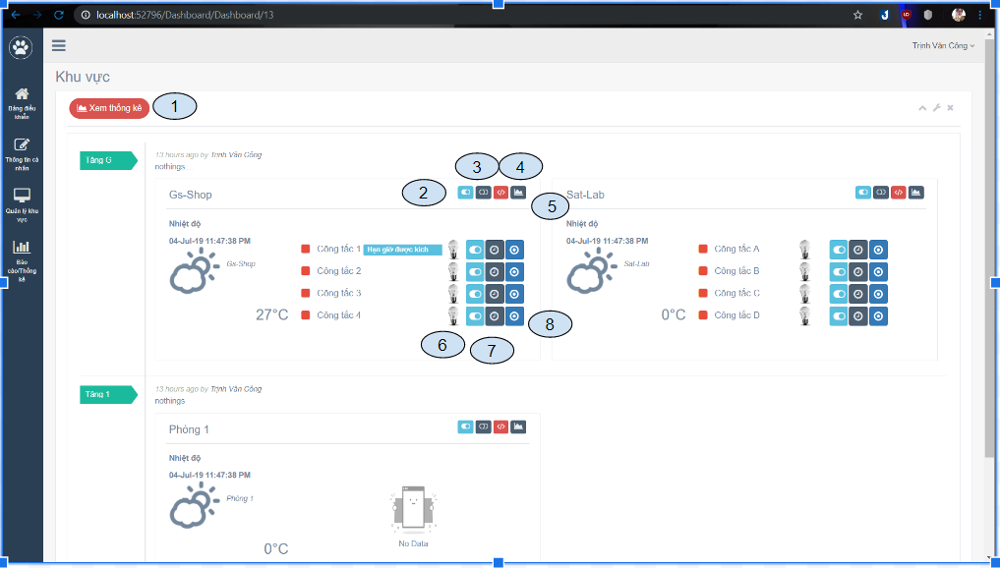 localhost:52796/Dashboard/Dashboard/13
Trịnh Văn Công
Bảng điều
khiển
Thông tin cá
nhân
Quản lý khu
vực
Báo
cáo/Thống
kê
Khu vực
Xem thống kê
1
Tầng G
13 hours ago by Trịnh Văn Công
nothings
3
4
2
5
Gs-Shop
Nhiệt độ
04-Jul-19 11:47:38 PM
Gs-Shop
27°C
Công tắc 1
Hẹn giờ được kích
Công tắc 2
Công tắc 3
Công tắc 4
6
7
8
Sat-Lab
Nhiệt độ
04-Jul-19 11:47:38 PM
Sat-Lab
0°C
Công tắc A
Công tắc B
Công tắc C
Công tắc D
Tầng 1
13 hours ago by Trịnh Văn Công
nothings
Phòng 1
Nhiệt độ
04-Jul-19 11:47:38 PM
Phòng 1
0°C
No Data